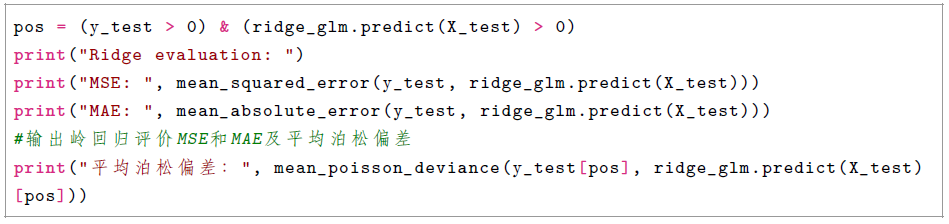 pos = (y_test > 0) & (ridge_glm.predict(X_test) > 0)
print("Ridge evaluation: ")
print("MSE: ", mean_squared_error(y_test, ridge_glm.predict(X_test)))
print("MAE: ", mean_absolute_error(y_test, ridge_glm.predict(X_test)))
#输出岭回归评价MSE和MAE及平均泊松偏差
print("平均泊松偏差: ", mean_poisson_deviance(y_test[pos], ridge_glm.predict(X_test)
[pos]))